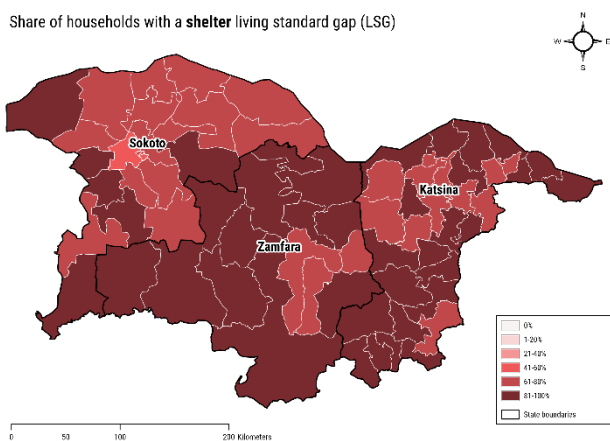 Share of households with a shelter living standard gap (LSG)
N
W E
S
Sokoto
Katsina
Zamfara
0%
1-20%
21-40%
41-60%
61-80%
81-100%
State boundaries
0 50 100 200 Kilometers